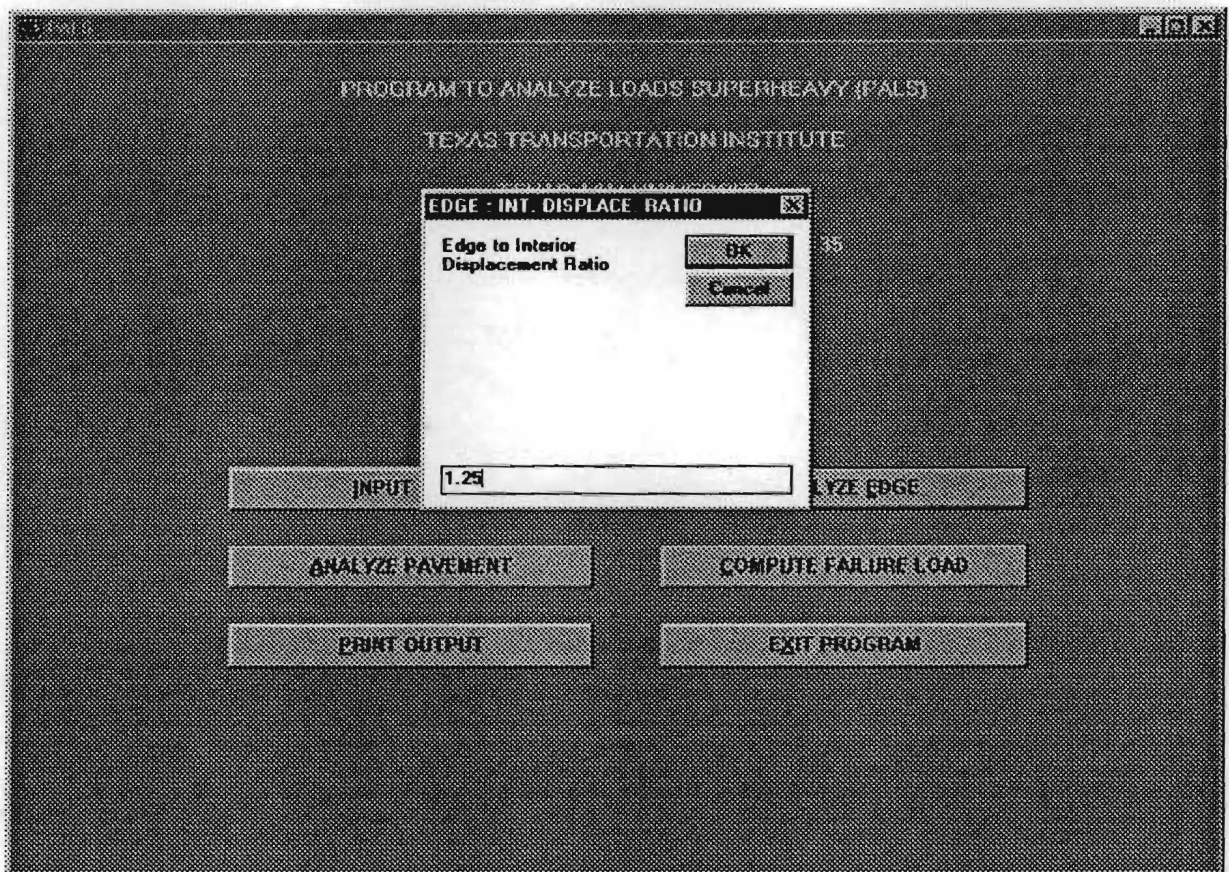 PROGRAM TO ANALYZE LOADS SUPERHEAVY (PALS)
TEXAS TRANSPORTATION INSTITUTE
EDGE : INT. DISPLACE. RATIO
Edge to Interior
Displacement Ratio
OK
Cancel
35
1.25
INPUT
LYZE EDGE
ANALYZE PAVEMENT
COMPUTE FAILURE LOAD
PRINT OUTPUT
EXIT PROGRAM